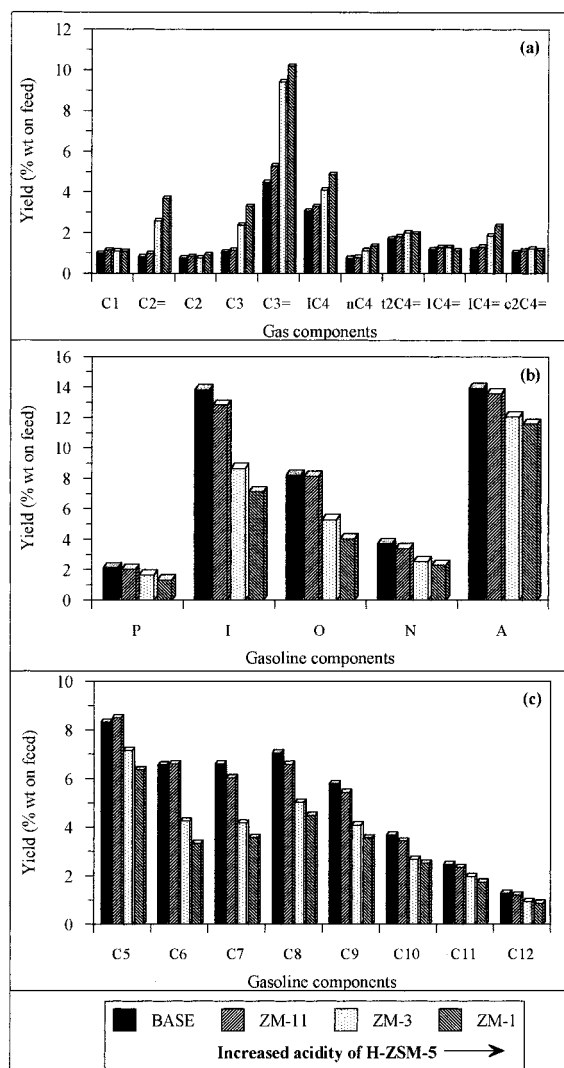 12
10
8
6
4
2
0
Yield (% wt on feed)
(a)
C1 C2= C2 C3 C3= IC4 nC4 t2C4= 1C4= IC4= c2C4=
Gas components
16
14
12
10
8
6
4
2
0
Yield (% wt on feed)
(b)
P I O N A
Gasoline components
10
8
6
4
2
0
Yield (% wt on feed)
(c)
C5 C6 C7 C8 C9 C10 C11 C12
Gasoline components
BASE ZM-11 ZM-3 ZM-1
Increased acidity of H-ZSM-5